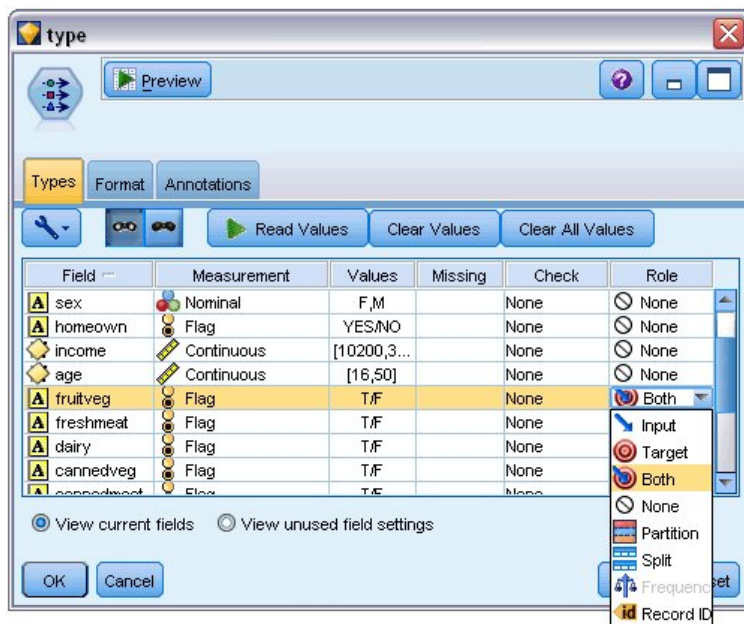 type
Preview
Types Format Annotations
Read Values Clear Values Clear All Values
Field Measurement Values Missing Check Role
A sex Nominal F,M None None
A homeown Flag YES/NO None None
income Continuous [10200,3... None None
age Continuous [16,50] None None
A fruitveg Flag T/F None Both
A freshmeat Flag T/F None
A dairy Flag T/F None
A cannedveg Flag T/F None
Input
Target
Both
None
Partition
Split
Frequenc
id Record ID
View current fields View unused field settings
OK Cancel